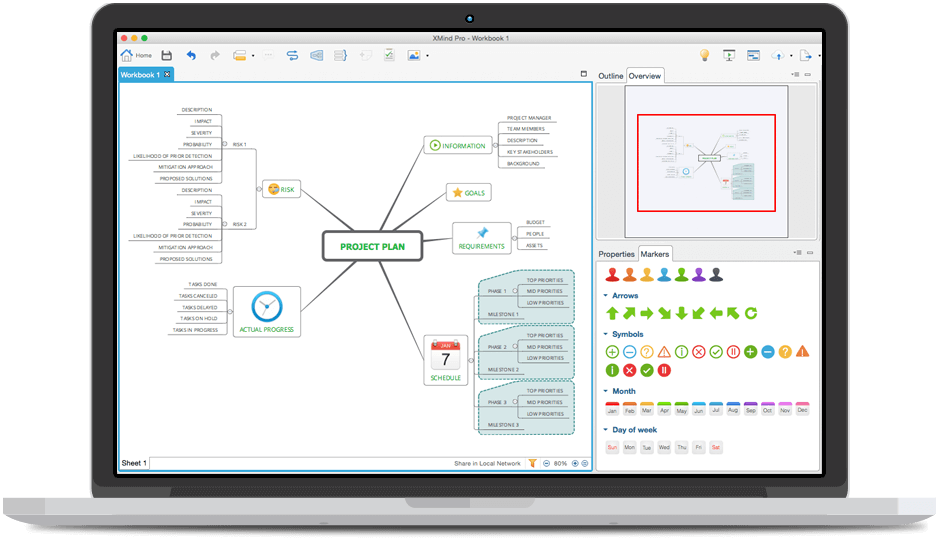 XMind Pro - Workbook 1
Home
Workbook 1
Outline
Overview
PROJECT PLAN
INFORMATION
PROJECT MANAGER
TEAM MEMBERS
DESCRIPTION
KEY STAKEHOLDERS
BACKGROUND
GOALS
REQUIREMENTS
BUDGET
PEOPLE
ASSETS
JAN
7
SCHEDULE
PHASE 1
TOP PRIORITIES
MID PRIORITIES
LOW PRIORITIES
MILESTONE 1
PHASE 2
TOP PRIORITIES
MID PRIORITIES
LOW PRIORITIES
MILESTONE 2
PHASE 3
TOP PRIORITIES
MID PRIORITIES
LOW PRIORITIES
MILESTONE 3
RISK
RISK 1
DESCRIPTION
IMPACT
SEVERITY
PROBABILITY
LIKELIHOOD OF PRIOR DETECTION
MITIGATION APPROACH
PROPOSED SOLUTIONS
RISK 2
DESCRIPTION
IMPACT
SEVERITY
PROBABILITY
LIKELIHOOD OF PRIOR DETECTION
MITIGATION APPROACH
PROPOSED SOLUTIONS
ACTUAL PROGRESS
TASKS DONE
TASKS CANCELED
TASKS DELAYED
TASKS ON HOLD
TASKS IN PROGRESS
Properties
Markers
Arrows
Symbols
Month
Jan Feb Mar Apr May Jun Jul Aug Sep Oct Nov Dec
Day of week
Sun Mon Tue Wed Thu Fri Sat
Sheet 1
Share in Local Network
80%